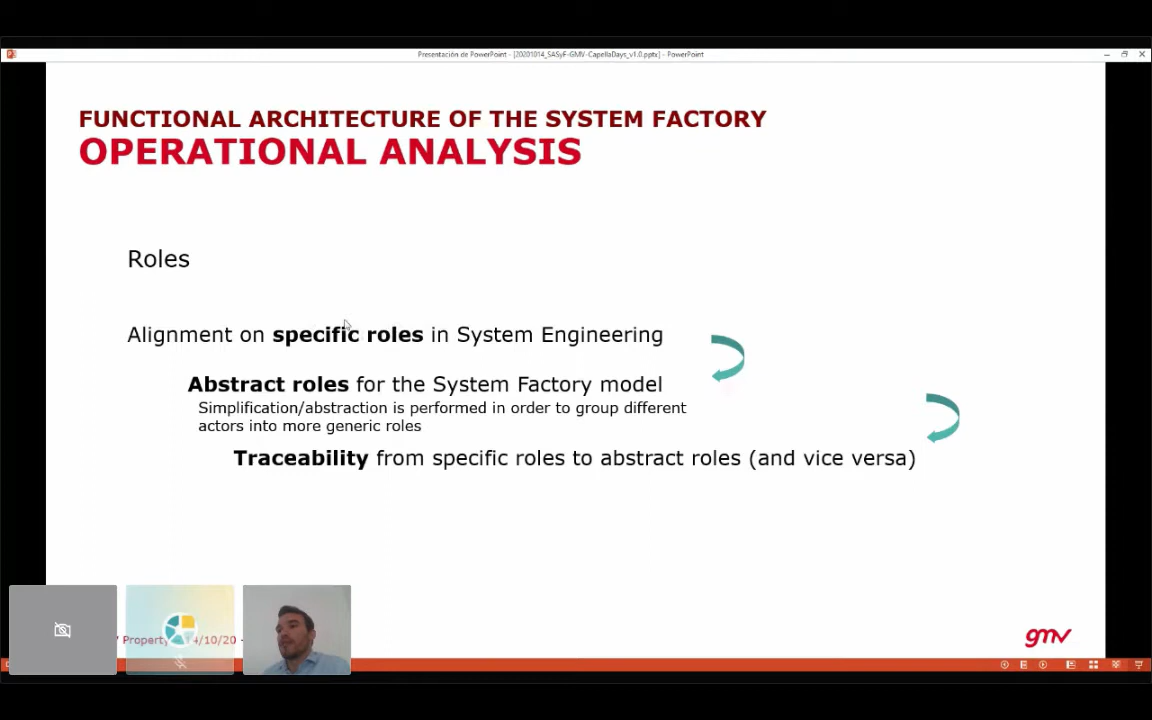 Presentación de PowerPoint - [20201014_SASyF-GMV-CapellaDays_v1.0.pptx] - PowerPoint
FUNCTIONAL ARCHITECTURE OF THE SYSTEM FACTORY
OPERATIONAL ANALYSIS
Roles
Alignment on specific roles in System Engineering
Abstract roles for the System Factory model
Simplification/abstraction is performed in order to group different
actors into more generic roles
Traceability from specific roles to abstract roles (and vice versa)
Property
gmv